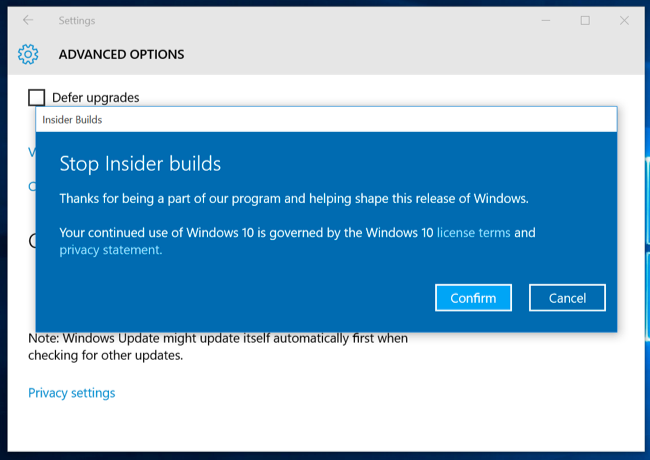 Settings
ADVANCED OPTIONS
Defer upgrades
Insider Builds
Stop Insider builds
Thanks for being a part of our program and helping shape this release of Windows.
Your continued use of Windows 10 is governed by the Windows 10 license terms and
privacy statement.
Confirm
Cancel
Note: Windows Update might update itself automatically first when
checking for other updates.
Privacy settings